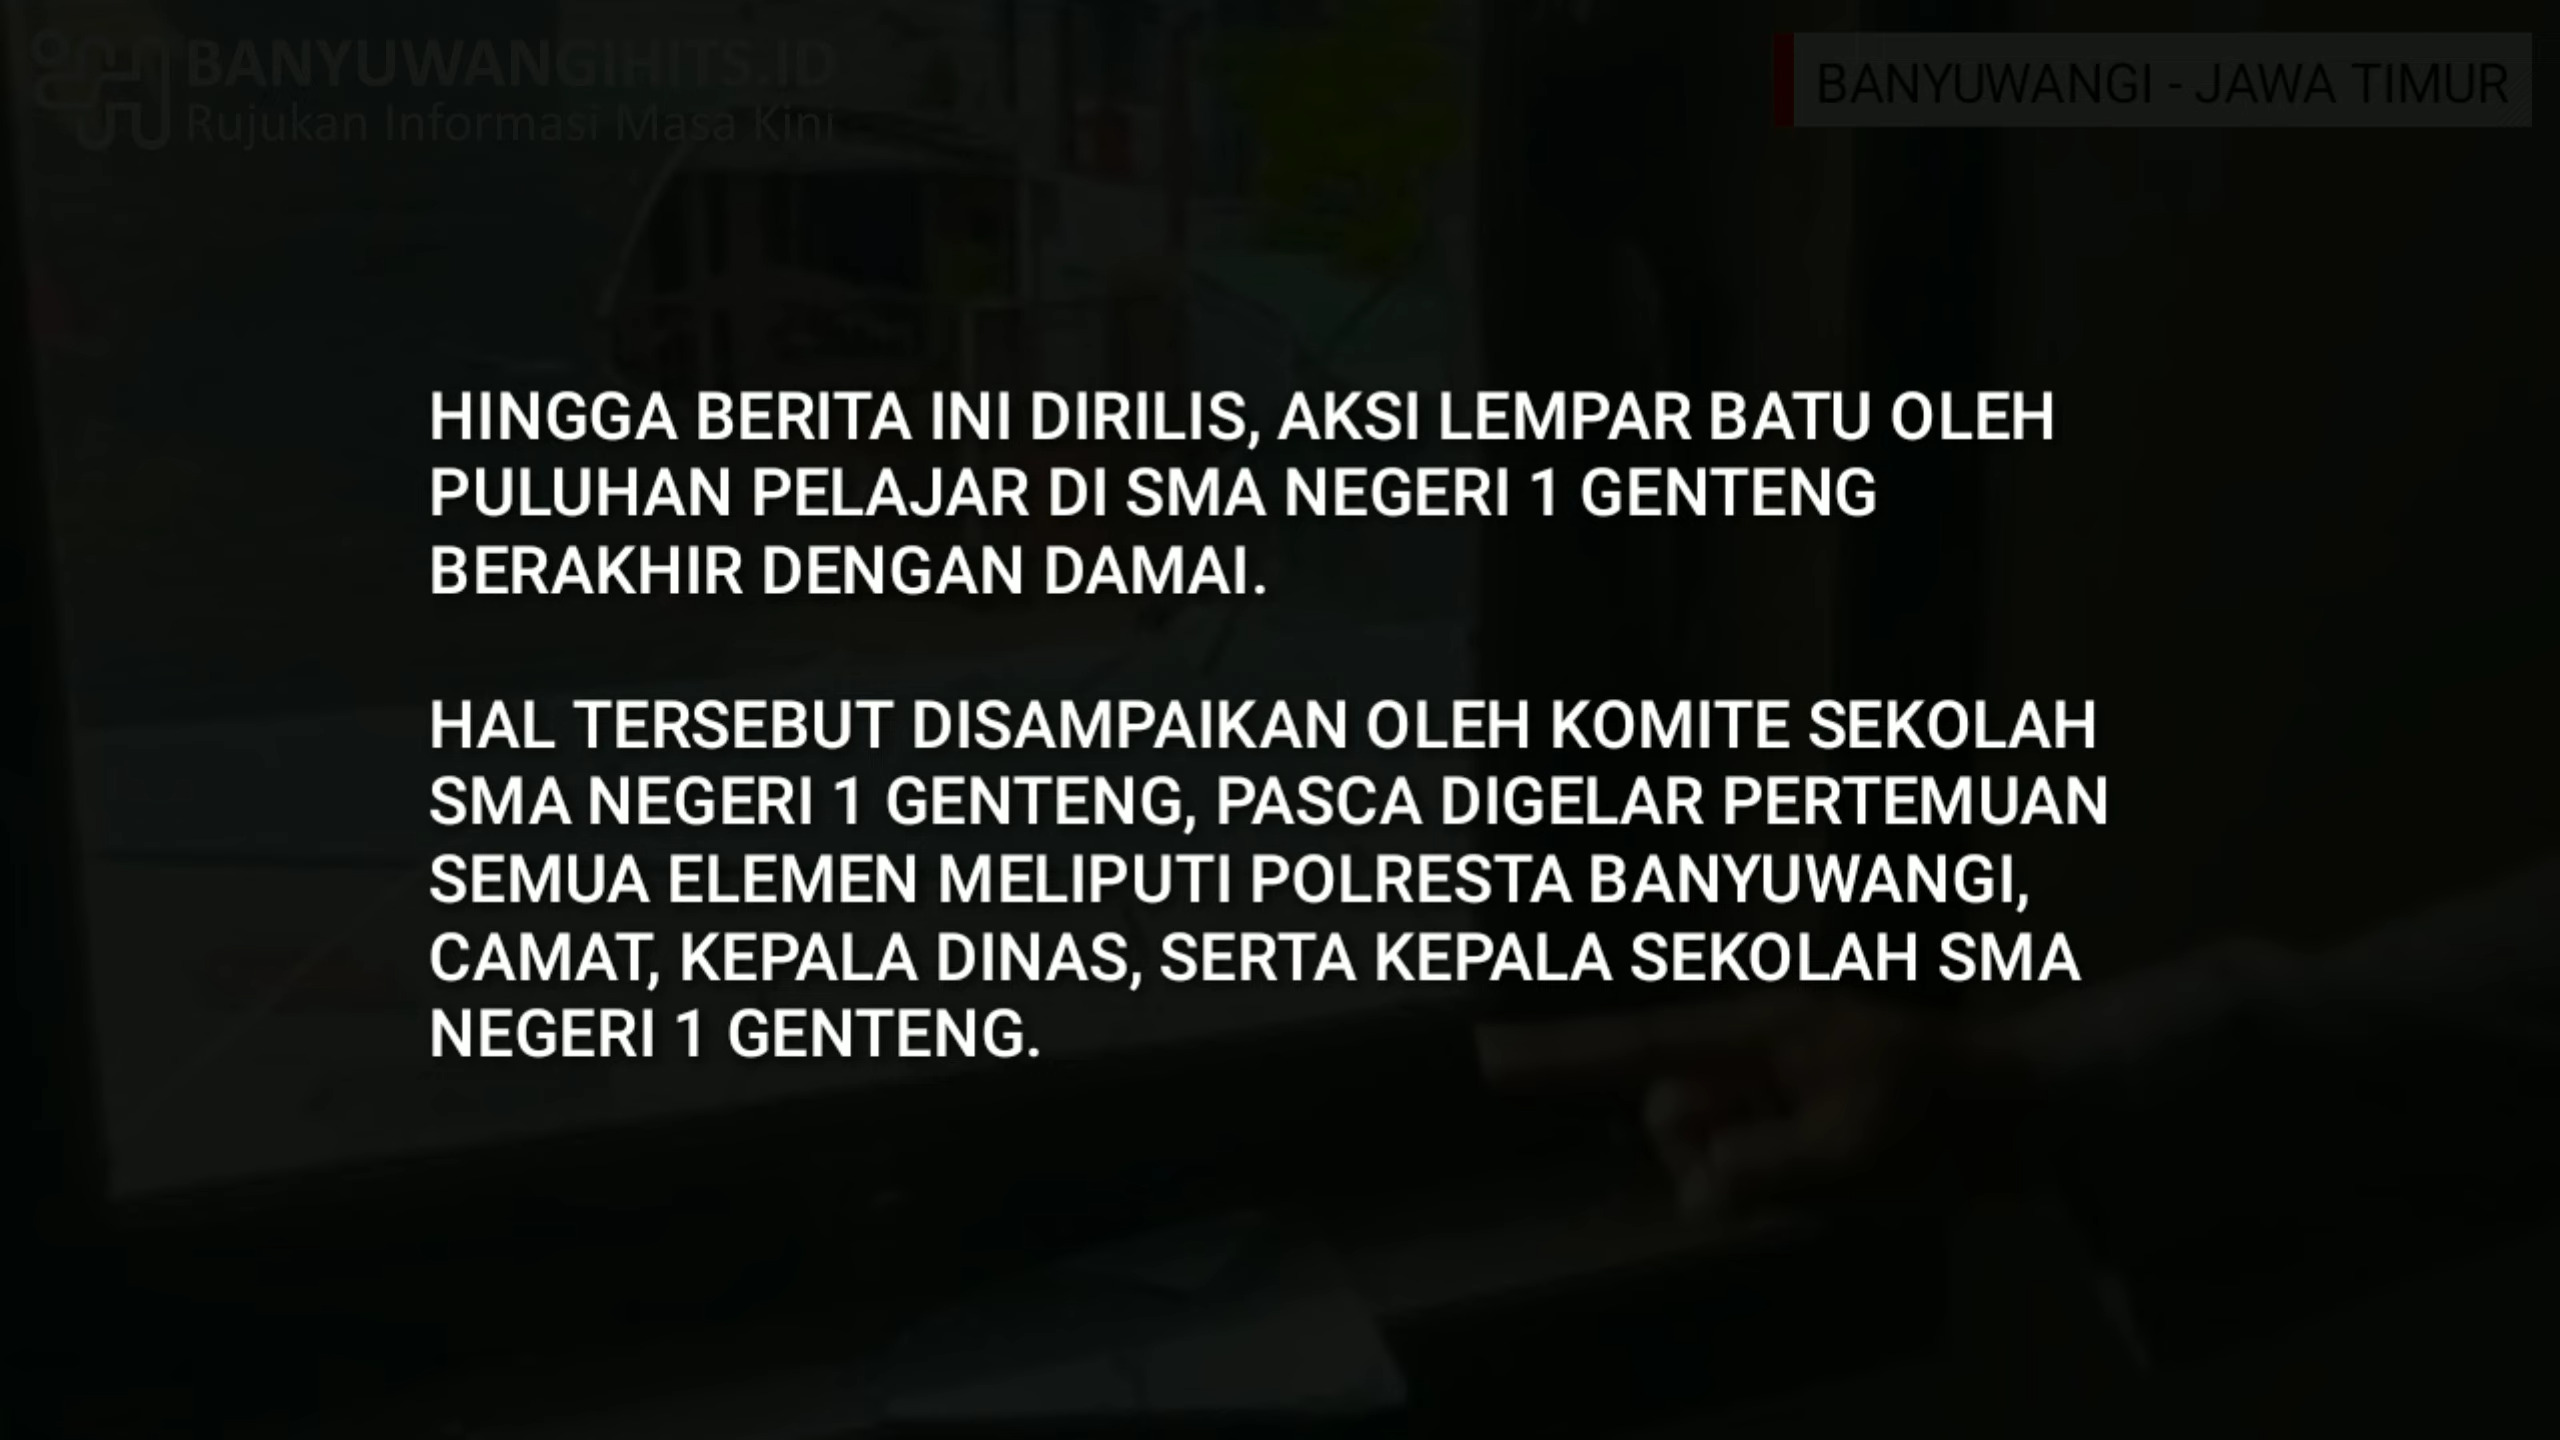 BANYUWANGIHITS.ID
Rujukan Informasi Masa Kini
BANYUWANGI - JAWA TIMUR
HINGGA BERITA INI DIRILIS, AKSI LEMPAR BATU OLEH
PULUHAN PELAJAR DI SMA NEGERI 1 GENTENG
BERAKHIR DENGAN DAMAI.
HAL TERSEBUT DISAMPAIKAN OLEH KOMITE SEKOLAH
SMA NEGERI 1 GENTENG, PASCA DIGELAR PERTEMUAN
SEMUA ELEMEN MELIPUTI POLRESTA BANYUWANGI,
CAMAT, KEPALA DINAS, SERTA KEPALA SEKOLAH SMA
NEGERI 1 GENTENG.